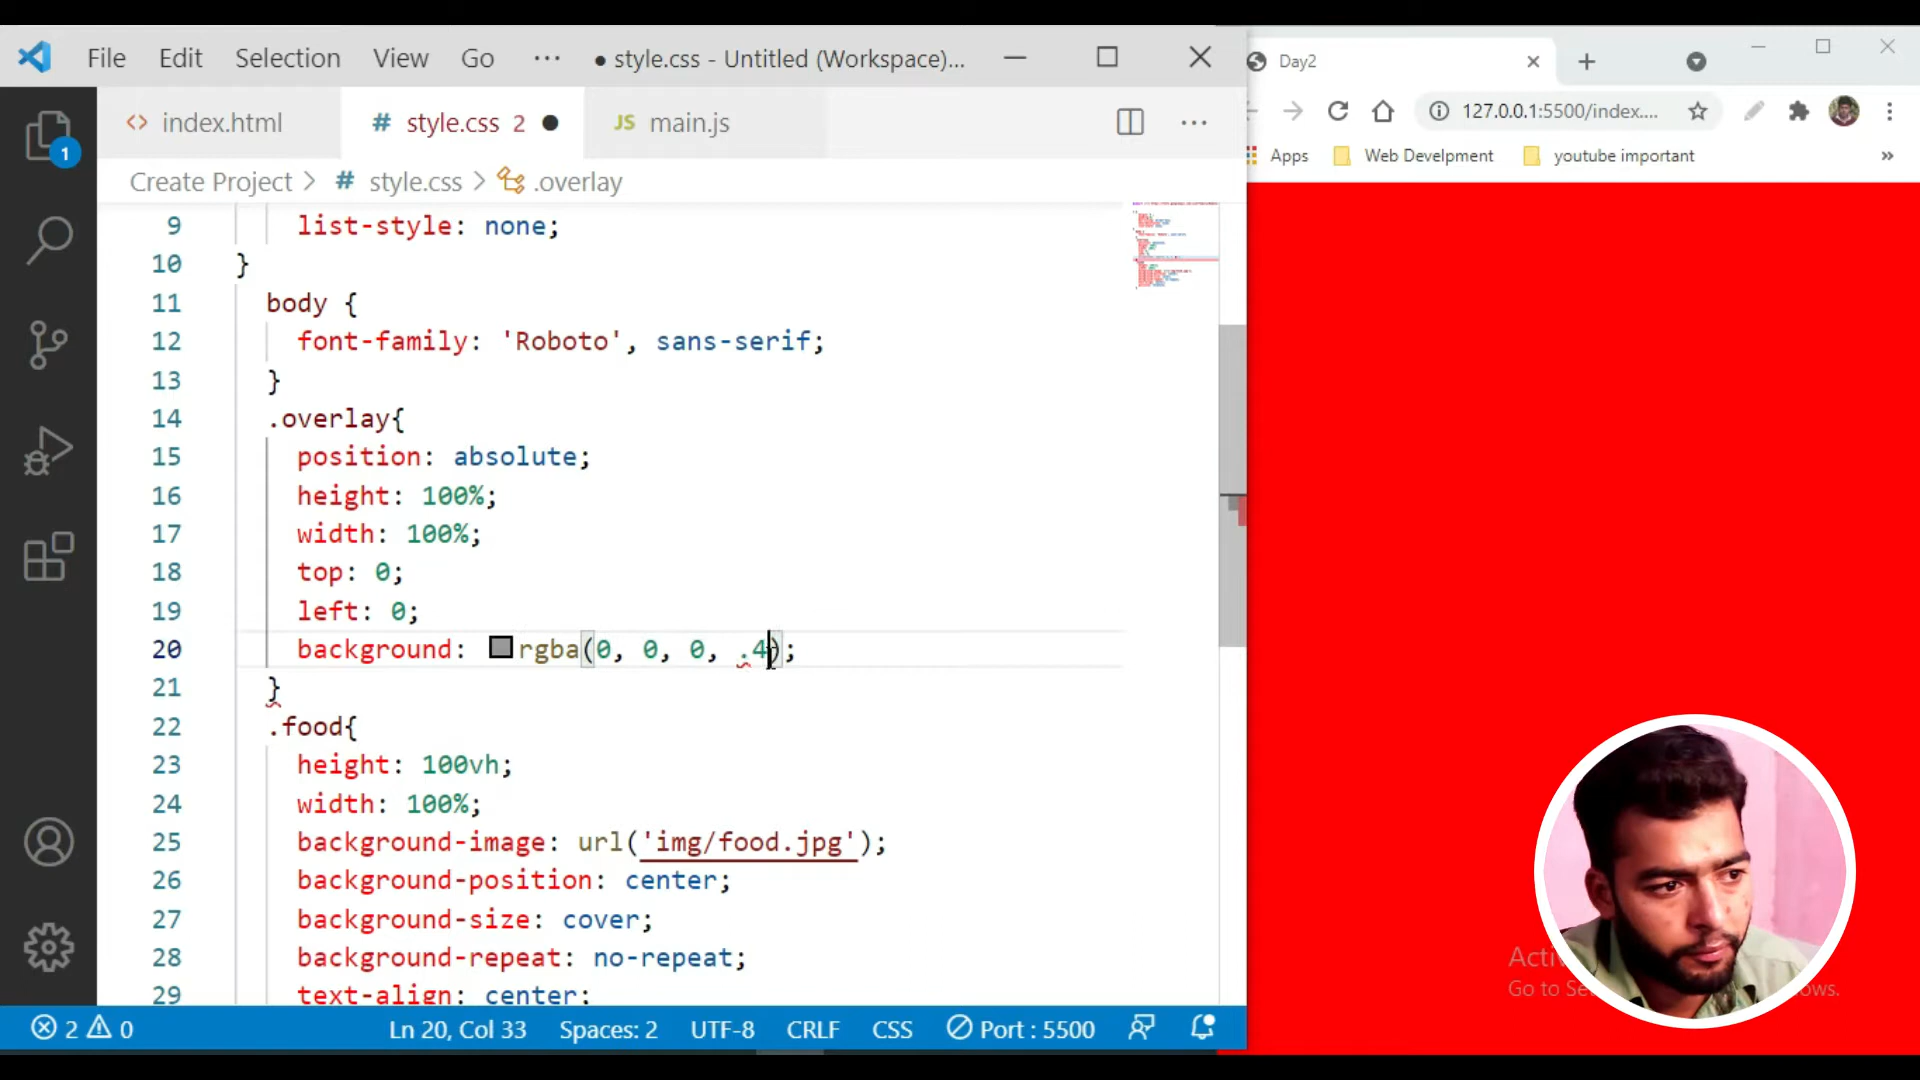 File Edit Selection View Go ··· ● style.css - Untitled (Workspace)...
Day2
127.0.0.1:5500/index....
Apps Web Develpment youtube important »
<> index.html # style.css 2 ● JS main.js ···
1
Create Project > # style.css > .overlay
9 list-style: none;
10 }
11 body {
12 font-family: 'Roboto', sans-serif;
13 }
14 .overlay{
15 position: absolute;
16 height: 100%;
17 width: 100%;
18 top: 0;
19 left: 0;
20 background: rgba(0, 0, 0, .4);
21 }
22 .food{
23 height: 100vh;
24 width: 100%;
25 background-image: url('img/food.jpg');
26 background-position: center;
27 background-size: cover;
28 background-repeat: no-repeat;
29 text-align: center;
2 0 Ln 20, Col 33 Spaces: 2 UTF-8 CRLF CSS Port : 5500
Go to